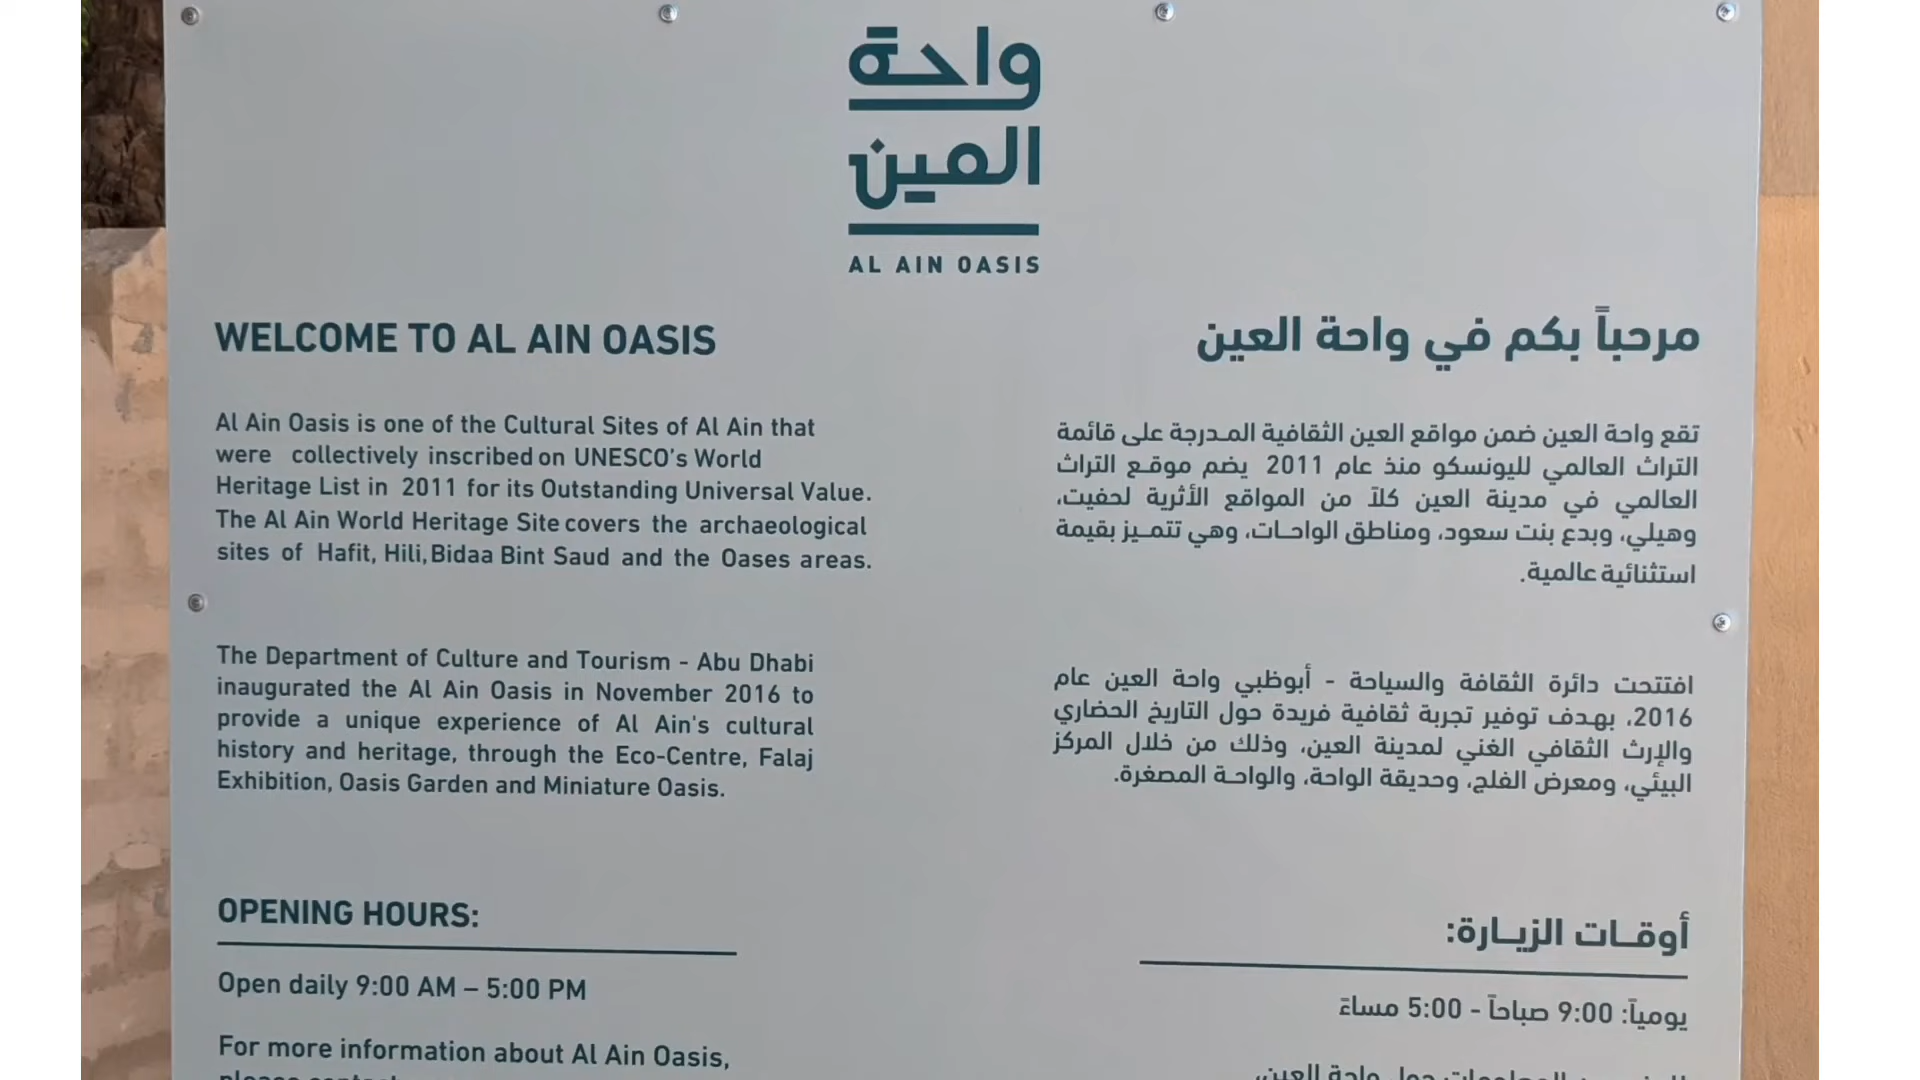 واحة
العين
AL AIN OASIS
WELCOME TO AL AIN OASIS
Al Ain Oasis is one of the Cultural Sites of Al Ain that
were collectively inscribed on UNESCO's World
Heritage List in 2011 for its Outstanding Universal Value.
The Al Ain World Heritage Site covers the archaeological
sites of Hafit, Hili, Bidaa Bint Saud and the Oases areas.
The Department of Culture and Tourism - Abu Dhabi
inaugurated the Al Ain Oasis in November 2016 to
provide a unique experience of Al Ain's cultural
history and heritage, through the Eco-Centre, Falaj
Exhibition, Oasis Garden and Miniature Oasis.
OPENING HOURS:
Open daily 9:00 AM – 5:00 PM
For more information about Al Ain Oasis,
please contact
مرحباً بكم في واحة العين
تقع واحة العين ضمن مواقع العين الثقافية المـدرجة على قائمة
التراث العالمي لليونسكو منذ عام 2011 يضم موقـع التراث
العالمي في مدينة العين كلاً من المواقع الأثرية لحفيت،
وهيلي، وبدع بنت سعود، ومناطق الواحـات، وهي تتمـيز بقيمة
استثنائية عالمية.
افتتحت دائرة الثقافة والسياحة - أبوظبي واحة العين عام
2016، بهـدف توفير تجربة ثقافية فريدة حول التاريخ الحضاري
والإرث الثقافي الغني لمدينة العين، وذلك من خلال المركز
البيئي، ومعرض الفلج، وحديقة الواحة، والواحـة المصغرة.
أوقـات الزيـارة:
يومياً: 9:00 صباحاً - 5:00 مساءً
المعلومات حول واحة العين،